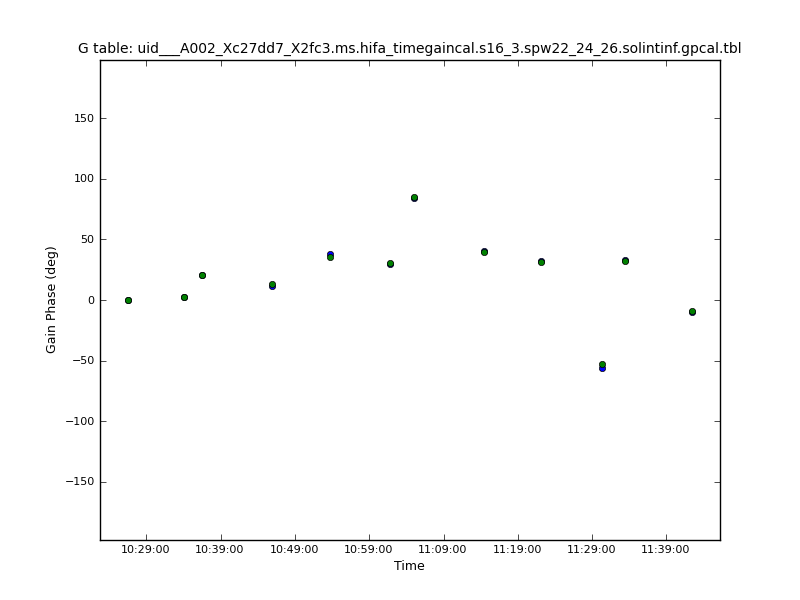 G table: uid___A002_Xc27dd7_X2fc3.ms.hifa_timegaincal.s16_3.spw22_24_26.solintinf.gpcal.tbl
Gain Phase (deg)
150
100
50
0
−50
−100
−150
10:29:00 10:39:00 10:49:00 10:59:00 11:09:00 11:19:00 11:29:00 11:39:00
Time